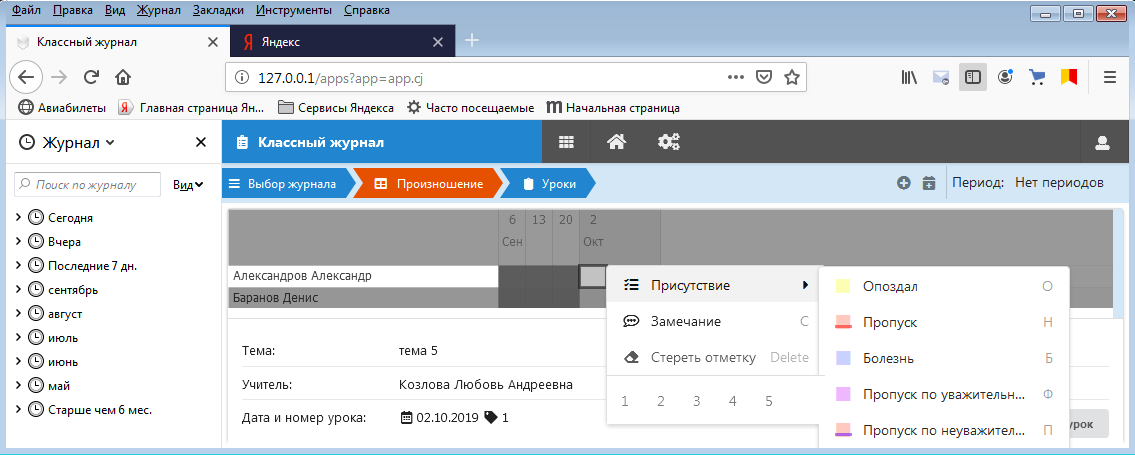 Файл Правка Вид Журнал Закладки Инструменты Справка
Классный журнал
Яндекс
127.0.0.1/apps?app=app.cj
Авиабилеты Главная страница Ян... Сервисы Яндекса Часто посещаемые Начальная страница
Журнал
Классный журнал
Поиск по журналу Вид
Выбор журнала Произношение Уроки Период: Нет периодов
Сегодня
Вчера
Последние 7 дн.
сентябрь
август
июль
июнь
май
Старше чем 6 мес.
6 13 20 2
Сен Окт
Александров Александр
Баранов Денис
Тема: тема 5
Учитель: Козлова Любовь Андреевна
Дата и номер урока: 02.10.2019 1
Присутствие
Замечание С
Стереть отметку Delete
1 2 3 4 5
Опоздал О
Пропуск Н
Болезнь Б
Пропуск по уважительн... Ф
Пропуск по неуважител... П
урок